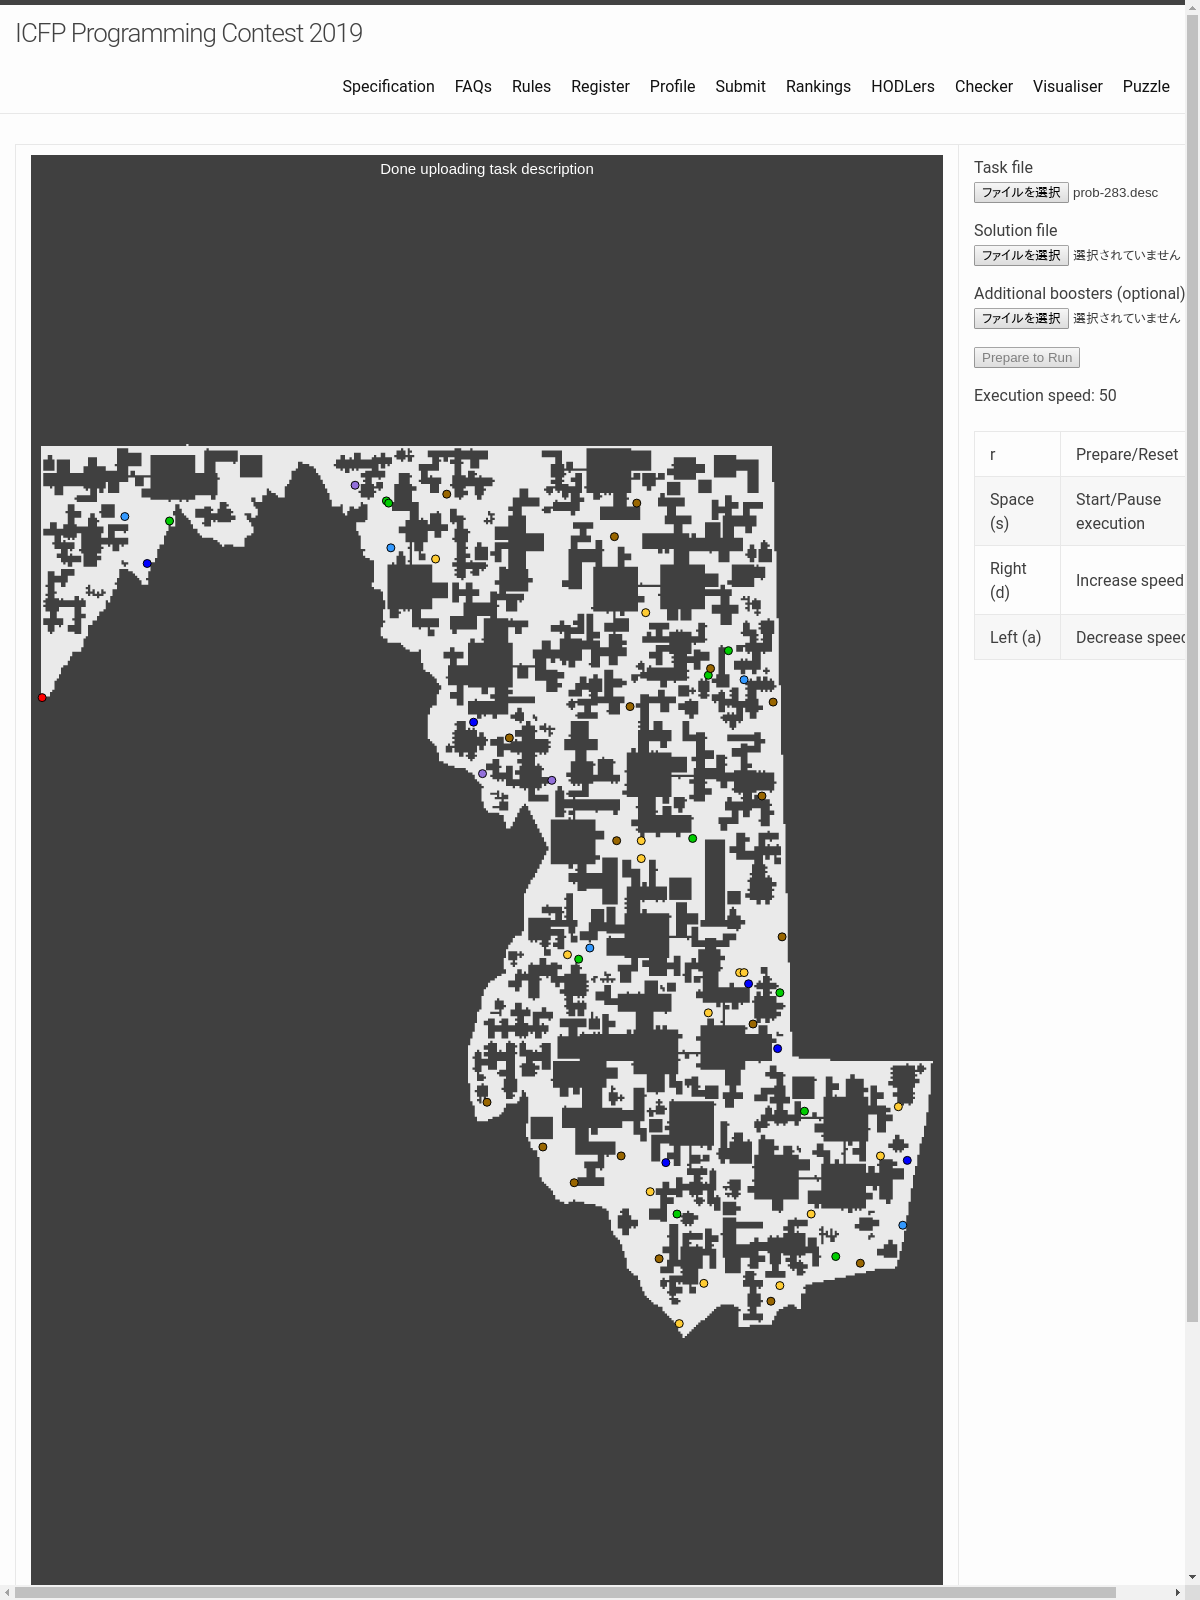 ICFP Programming Contest 2019
Specification FAQs Rules Register Profile Submit Rankings HODLers Checker Visualiser Puzzle
Done uploading task description
Task file
ファイルを選択 prob-283.desc
Solution file
ファイルを選択 選択されていません
Additional boosters (optional)
ファイルを選択 選択されていません
Prepare to Run
Execution speed: 50
r Prepare/Reset
Space (s) Start/Pause execution
Right (d) Increase speed
Left (a) Decrease speed